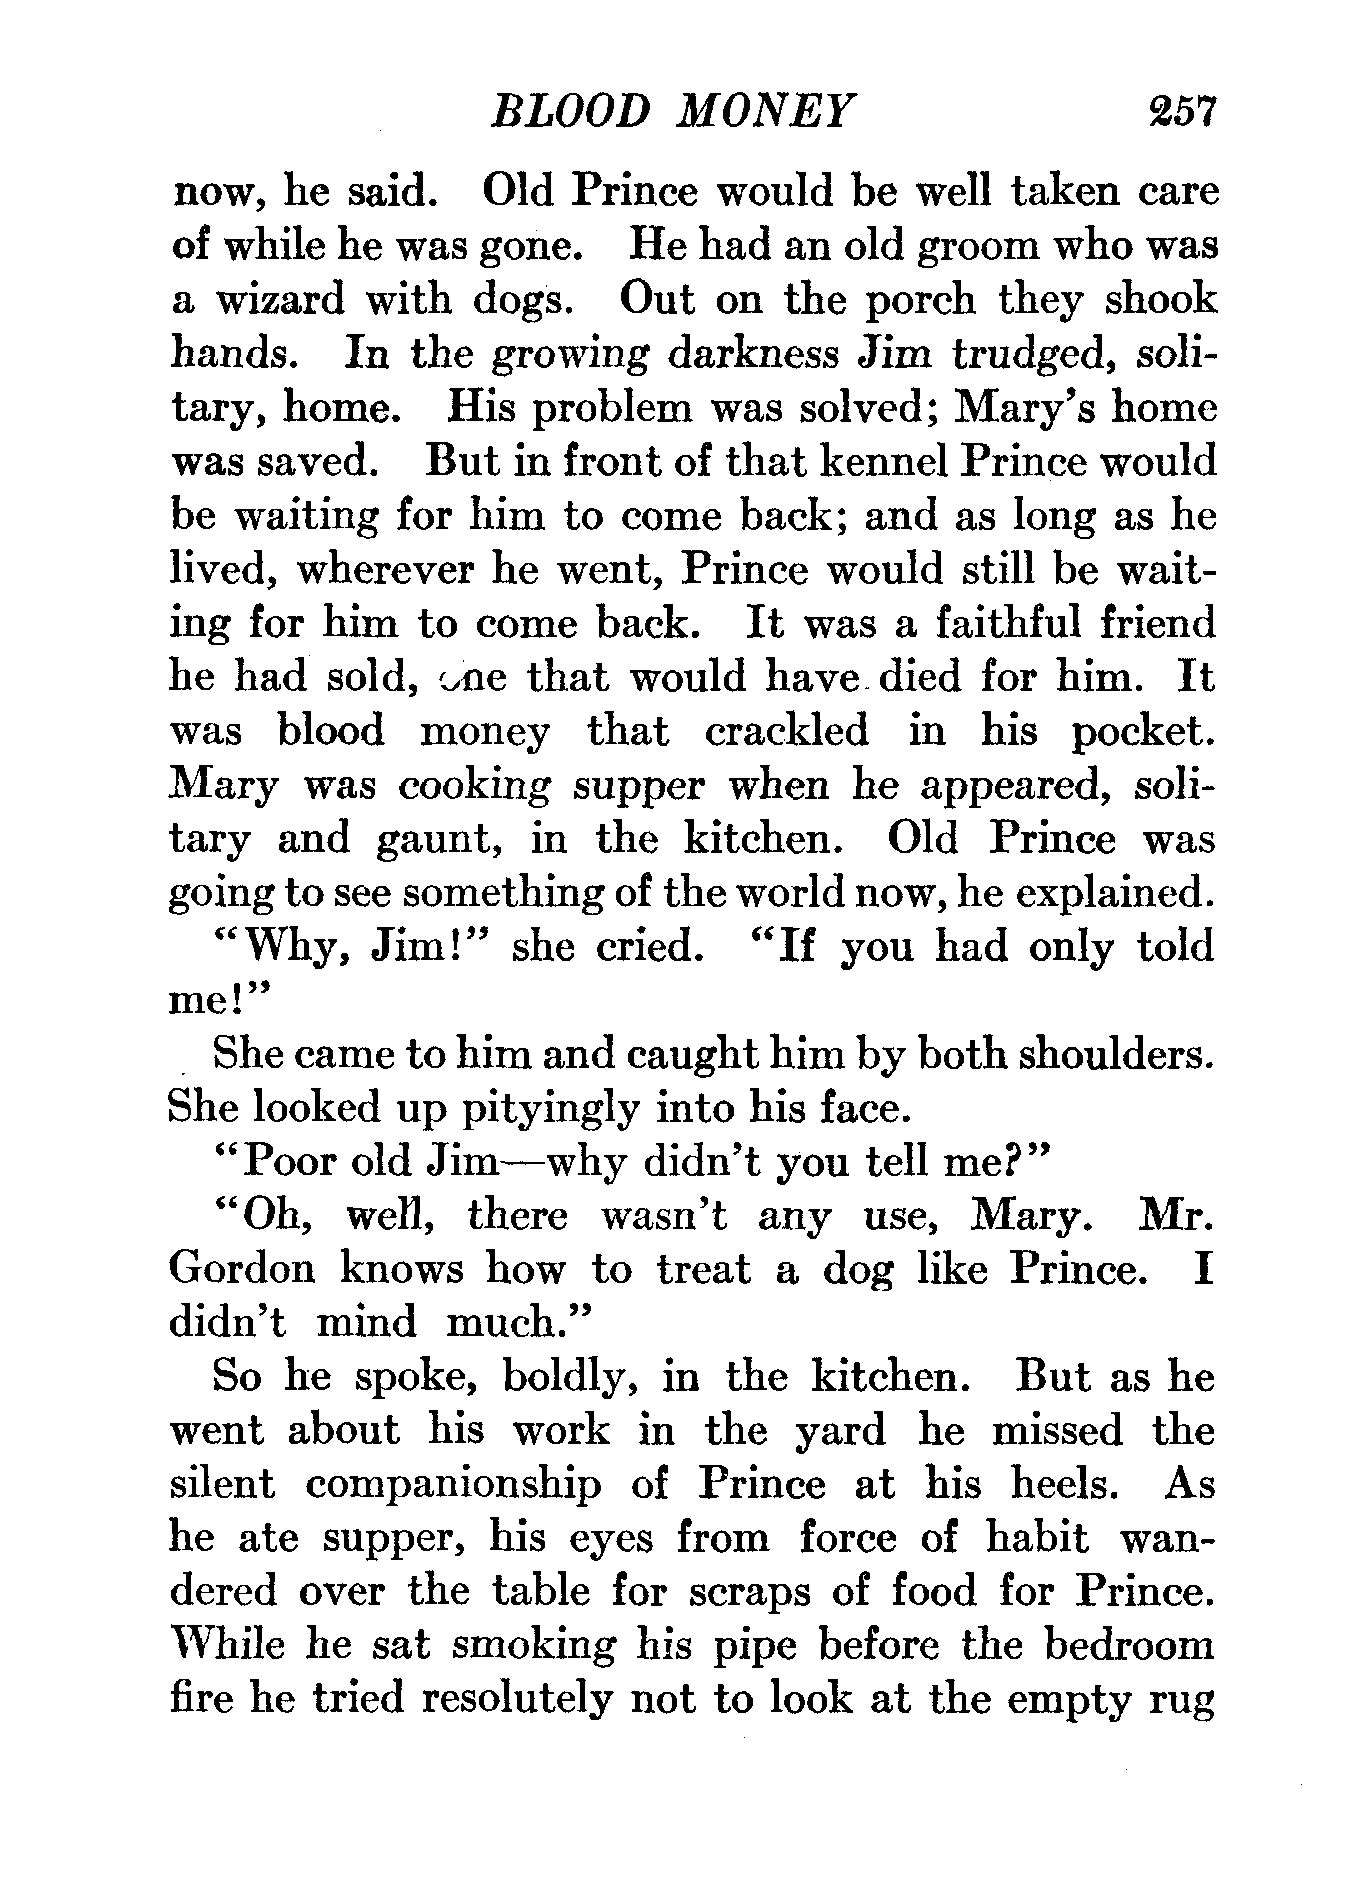 BLOOD MONEY 257
now, he said. Old Prince would be well taken care
of while he was gone. He had an old groom who was
a wizard with dogs. Out on the porch they shook
hands. In the growing darkness Jim trudged, soli-
tary, home. His problem was solved; Mary's home
was saved. But in front of that kennel Prince would
be waiting for him to come back; and as long as he
lived, wherever he went, Prince would still be wait-
ing for him to come back. It was a faithful friend
he had sold, one that would have died for him. It
was blood money that crackled in his pocket.
Mary was cooking supper when he appeared, soli-
tary and gaunt, in the kitchen. Old Prince was
going to see something of the world now, he explained.
"Why, Jim!" she cried. "If you had only told
me!"
She came to him and caught him by both shoulders.
She looked up pityingly into his face.
"Poor old Jim—why didn't you tell me?"
"Oh, well, there wasn't any use, Mary. Mr.
Gordon knows how to treat a dog like Prince. I
didn't mind much."
So he spoke, boldly, in the kitchen. But as he
went about his work in the yard he missed the
silent companionship of Prince at his heels. As
he ate supper, his eyes from force of habit wan-
dered over the table for scraps of food for Prince.
While he sat smoking his pipe before the bedroom
fire he tried resolutely not to look at the empty rug